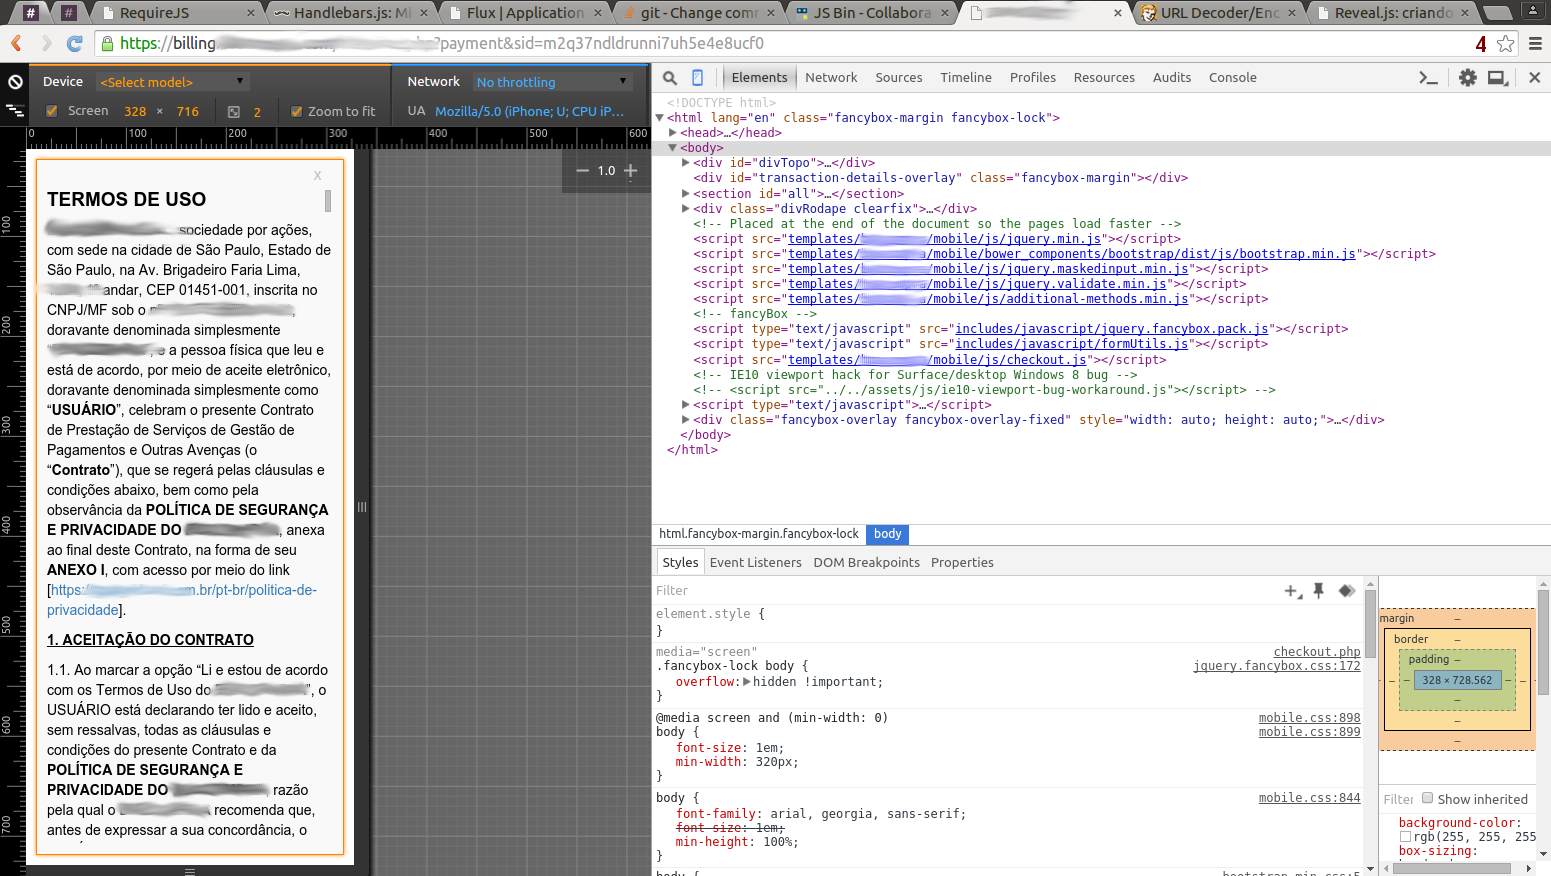 # # RequireJS × Handlebars.js: Mi × Flux | Application × git - Change comm × JS Bin - Collabora × × URL Decoder/Enc × Reveal.js: criando ×
https://billing. ?payment&sid=m2q37ndldrunni7uh5e4e8ucf0 4
Device <Select model> Network No throttling
Screen 328 × 716 2 Zoom to fit UA Mozilla/5.0 (iPhone; U; CPU iP...
0 100 200 300 400 500 600
1.0
100
200
300
400
500
600
700
x
TERMOS DE USO
sociedade por ações,
com sede na cidade de São Paulo, Estado de
São Paulo, na Av. Brigadeiro Faria Lima,
andar, CEP 01451-001, inscrita no
CNPJ/MF sob o
doravante denominada simplesmente
e a pessoa física que leu e
está de acordo, por meio de aceite eletrônico,
doravante denominada simplesmente como
“USUÁRIO”, celebram o presente Contrato
de Prestação de Serviços de Gestão de
Pagamentos e Outras Avenças (o
“Contrato”), que se regerá pelas cláusulas e
condições abaixo, bem como pela
observância da POLÍTICA DE SEGURANÇA
E PRIVACIDADE DO , anexa
ao final deste Contrato, na forma de seu
ANEXO I, com acesso por meio do link
[https: .br/pt-br/politica-de-
privacidade].
1. ACEITAÇÃO DO CONTRATO
1.1. Ao marcar a opção “Li e estou de acordo
com os Termos de Uso do ”, o
USUÁRIO está declarando ter lido e aceito,
sem ressalvas, todas as cláusulas e
condições do presente Contrato e da
POLÍTICA DE SEGURANÇA E
PRIVACIDADE DO , razão
pela qual o recomenda que,
antes de expressar a sua concordância, o
Elements Network Sources Timeline Profiles Resources Audits Console
<!DOCTYPE html>
<html lang="en" class="fancybox-margin fancybox-lock">
<head>…</head>
<body>
<div id="divTopo">…</div>
<div id="transaction-details-overlay" class="fancybox-margin"></div>
<section id="all">…</section>
<div class="divRodape clearfix">…</div>
<!-- Placed at the end of the document so the pages load faster -->
<script src="templates/ /mobile/js/jquery.min.js"></script>
<script src="templates/ /mobile/bower_components/bootstrap/dist/js/bootstrap.min.js"></script>
<script src="templates/ /mobile/js/jquery.maskedinput.min.js"></script>
<script src="templates/ /mobile/js/jquery.validate.min.js"></script>
<script src="templates/ /mobile/js/additional-methods.min.js"></script>
<!-- fancyBox -->
<script type="text/javascript" src="includes/javascript/jquery.fancybox.pack.js"></script>
<script type="text/javascript" src="includes/javascript/formUtils.js"></script>
<script src="templates/ /mobile/js/checkout.js"></script>
<!-- IE10 viewport hack for Surface/desktop Windows 8 bug -->
<!-- <script src="../../assets/js/ie10-viewport-bug-workaround.js"></script> -->
<script type="text/javascript">…</script>
<div class="fancybox-overlay fancybox-overlay-fixed" style="width: auto; height: auto;">…</div>
</body>
</html>
html.fancybox-margin.fancybox-lock body
Styles Event Listeners DOM Breakpoints Properties
Filter
element.style {
}
media="screen" checkout.php
.fancybox-lock body { jquery.fancybox.css:172
overflow: hidden !important;
}
@media screen and (min-width: 0) mobile.css:898
body { mobile.css:899
font-size: 1em;
min-width: 320px;
}
body { mobile.css:844
font-family: arial, georgia, sans-serif;
font-size: 1em;
min-height: 100%;
}
body { bootstrap.min.css:5
margin –
border –
padding –
– – – 328 × 728.562 – – –
–
–
–
Filter Show inherited
background-color:
rgb(255, 255, 255
box-sizing: